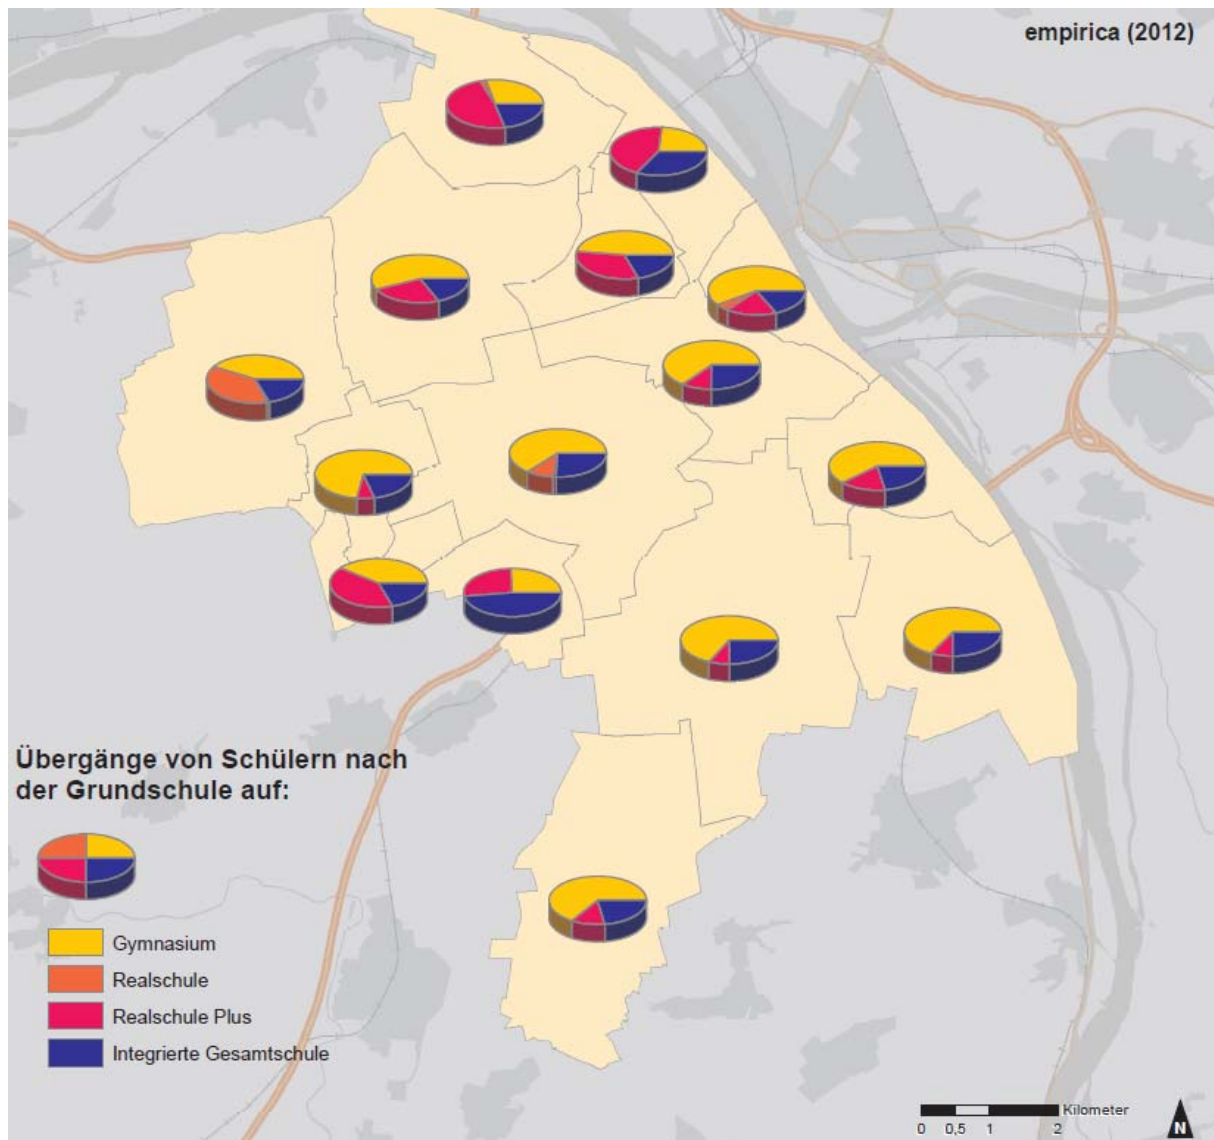 empirica (2012)
Übergänge von Schülern nach
der Grundschule auf:
Gymnasium
Realschule
Realschule Plus
Integrierte Gesamtschule
Kilometer
0 0,5 1 2
N